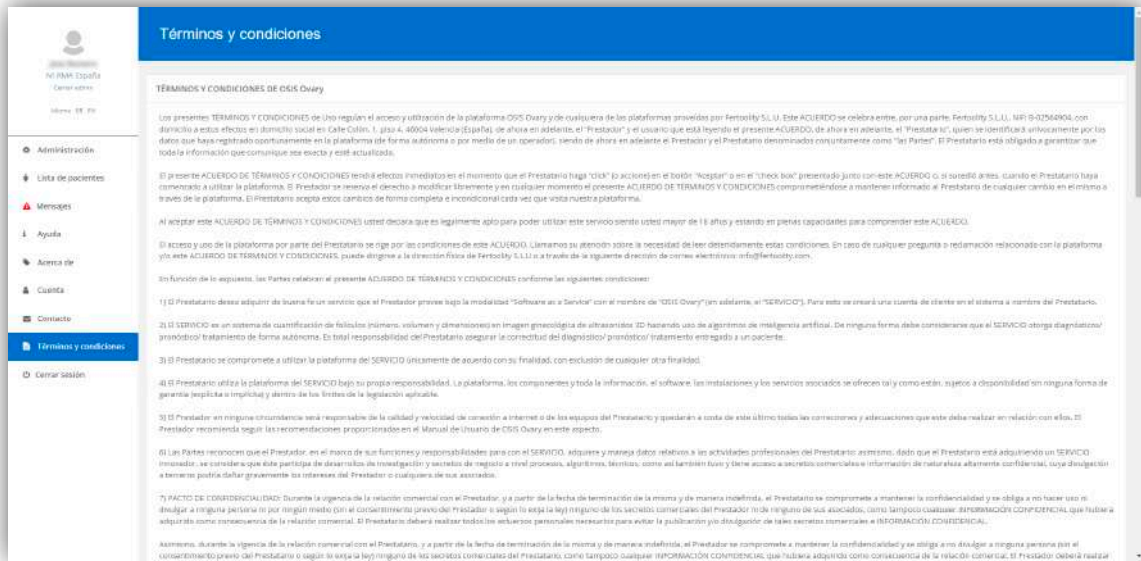 Términos y condiciones
IVI RMA España
Idioma
Administración
Lista de pacientes
Mensajes
Ayuda
Acerca de
Cuenta
Contacto
Términos y condiciones
Cerrar sesión
TÉRMINOS Y CONDICIONES DE OSIS Ovary
Los presentes TÉRMINOS Y CONDICIONES de Uso regulan el acceso y utilización de la plataforma OSIS Ovary y de cualquiera de las plataformas proveídas por Fertoolity S.L.U. Este ACUERDO se celebra entre, por una parte, Fertoolity S.L.U., NIF: B-02564904, con
domicilio a estos efectos en domicilio social en Calle Colón, 1, piso 4, 46004 Valencia (España), de ahora en adelante, el "Prestador" y el usuario que está leyendo el presente ACUERDO, de ahora en adelante, el "Prestatario", quien se identificará unívocamente por los
datos que haya registrado oportunamente en la plataforma (de forma autónoma o por medio de un operador), siendo de ahora en adelante el Prestador y el Prestatario denominados conjuntamente como "las Partes". El Prestatario está obligado a garantizar que
toda la información que comunique sea exacta y esté actualizada.
El presente ACUERDO DE TÉRMINOS Y CONDICIONES tendrá efectos inmediatos en el momento que el Prestatario haga "click" (o accione) en el botón "Aceptar" o en el "check box" presentado junto con este ACUERDO o, si sucedió antes, cuando el Prestatario haya
comenzado a utilizar la plataforma. El Prestador se reserva el derecho a modificar libremente y en cualquier momento el presente ACUERDO DE TÉRMINOS Y CONDICIONES comprometiéndose a mantener informado al Prestatario de cualquier cambio en el mismo a
través de la plataforma. El Prestatario acepta estos cambios de forma completa e incondicional cada vez que visita nuestra plataforma.
Al aceptar este ACUERDO DE TÉRMINOS Y CONDICIONES usted declara que es legalmente apto para poder utilizar este servicio siendo usted mayor de 18 años y estando en plenas capacidades para comprender este ACUERDO.
El acceso y uso de la plataforma por parte del Prestatario se rige por las condiciones de este ACUERDO. Llamamos su atención sobre la necesidad de leer detenidamente estas condiciones. En caso de cualquier pregunta o reclamación relacionada con la plataforma
y/o este ACUERDO DE TÉRMINOS Y CONDICIONES, puede dirigirse a la dirección física de Fertoolity S.L.U o a través de la siguiente dirección de correo electrónico: info@fertoolity.com.
En función de lo expuesto, las Partes celebran el presente ACUERDO DE TÉRMINOS Y CONDICIONES conforme las siguientes condiciones:
1) El Prestatario desea adquirir de buena fe un servicio que el Prestador provee bajo la modalidad "Software as a Service" con el nombre de "OSIS Ovary" (en adelante, el "SERVICIO"). Para esto se creará una cuenta de cliente en el sistema a nombre del Prestatario.
2) El SERVICIO es un sistema de cuantificación de folículos (número, volumen y dimensiones) en imagen ginecológica de ultrasonidos 3D haciendo uso de algoritmos de inteligencia artificial. De ninguna forma debe considerarse que el SERVICIO otorga diagnósticos/
pronóstico/ tratamiento de forma autónoma. Es total responsabilidad del Prestatario asegurar la correctitud del diagnóstico/ pronóstico/ tratamiento entregado a un paciente.
3) El Prestatario se compromete a utilizar la plataforma del SERVICIO únicamente de acuerdo con su finalidad, con exclusión de cualquier otra finalidad.
4) El Prestatario utiliza la plataforma del SERVICIO bajo su propia responsabilidad. La plataforma, los componentes y toda la información, el software, las instalaciones y los servicios asociados se ofrecen tal y como están, sujetos a disponibilidad sin ninguna forma de
garantía (explícita o implícita) y dentro de los límites de la legislación aplicable.
5) El Prestador en ninguna circunstancia será responsable de la calidad y velocidad de conexión a internet o de los equipos del Prestatario y quedarán a costa de este último todas las correcciones y adecuaciones que este deba realizar en relación con ellos. El
Prestador recomienda seguir las recomendaciones proporcionadas en el Manual de Usuario de OSIS Ovary en este aspecto.
6) Las Partes reconocen que el Prestador, en el marco de sus funciones y responsabilidades para con el SERVICIO, adquiere y maneja datos relativos a las actividades profesionales del Prestatario; asimismo, dado que el Prestatario está adquiriendo un SERVICIO
innovador, se considera que éste participa de desarrollos de investigación y secretos de negocio a nivel procesos, algoritmos, técnicos, como así también tuvo y tiene acceso a secretos comerciales e información de naturaleza altamente confidencial, cuya divulgación
a terceros podría dañar gravemente los intereses del Prestador o cualquiera de sus asociados.
7) PACTO DE CONFIDENCIALIDAD: Durante la vigencia de la relación comercial con el Prestador, y a partir de la fecha de terminación de la misma y de manera indefinida, el Prestatario se compromete a mantener la confidencialidad y se obliga a no hacer uso ni
divulgar a ninguna persona ni por ningún medio (sin el consentimiento previo del Prestador o según lo exija la ley) ninguno de los secretos comerciales del Prestador ni de ninguno de sus asociados, como tampoco cualquier INFORMACIÓN CONFIDENCIAL que hubiera
adquirido como consecuencia de la relación comercial. El Prestatario deberá realizar todos los esfuerzos personales necesarios para evitar la publicación y/o divulgación de tales secretos comerciales e INFORMACIÓN CONFIDENCIAL.
Asimismo, durante la vigencia de la relación comercial con el Prestatario, y a partir de la fecha de terminación de la misma y de manera indefinida, el Prestador se compromete a mantener la confidencialidad y se obliga a no divulgar a ninguna persona (sin el
consentimiento previo del Prestatario o según lo exija la ley) ninguno de los secretos comerciales del Prestatario, como tampoco cualquier INFORMACIÓN CONFIDENCIAL que hubiera adquirido como consecuencia de la relación comercial. El Prestador deberá realizar